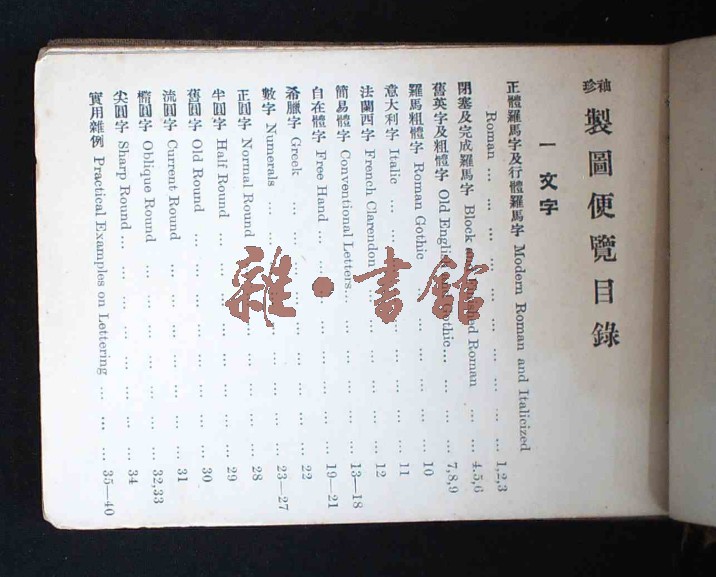 袖珍 製圖便覽目錄
一 文字
正體羅馬字及行體羅馬字 Modern Roman and Italicized
Roman ... ... ... ... ... ... ... ... 1,2,3
閉塞及完成羅馬字 Block and Finished Roman ... ... 4,5,6
舊英字及粗體字 Old English and Gothic... ... ... 7,8,9
羅馬粗體字 Roman Gothic ... ... ... ... ... 10
意大利字 Italic ... ... ... ... ... ... ... 11
法蘭西字 French Clarendon... ... ... ... ... 12
簡易體字 Conventional Letters... ... ... ... ... 13—18
自在體字 Free Hand ... ... ... ... ... ... 19—21
希臘字 Greek ... ... ... ... ... ... ... 22
數字 Numerals ... ... ... ... ... ... ... 23—27
正圓字 Normal Round ... ... ... ... ... ... 28
半圓字 Half Round ... ... ... ... ... ... 29
舊圓字 Old Round ... ... ... ... ... ... 30
流圓字 Current Round ... ... ... ... ... ... 31
橢圓字 Oblique Round ... ... ... ... ... ... 32,33
尖圓字 Sharp Round... ... ... ... ... ... ... 34
實用雜例 Practical Examples on Lettering ... ... ... 35—40
雜·書館